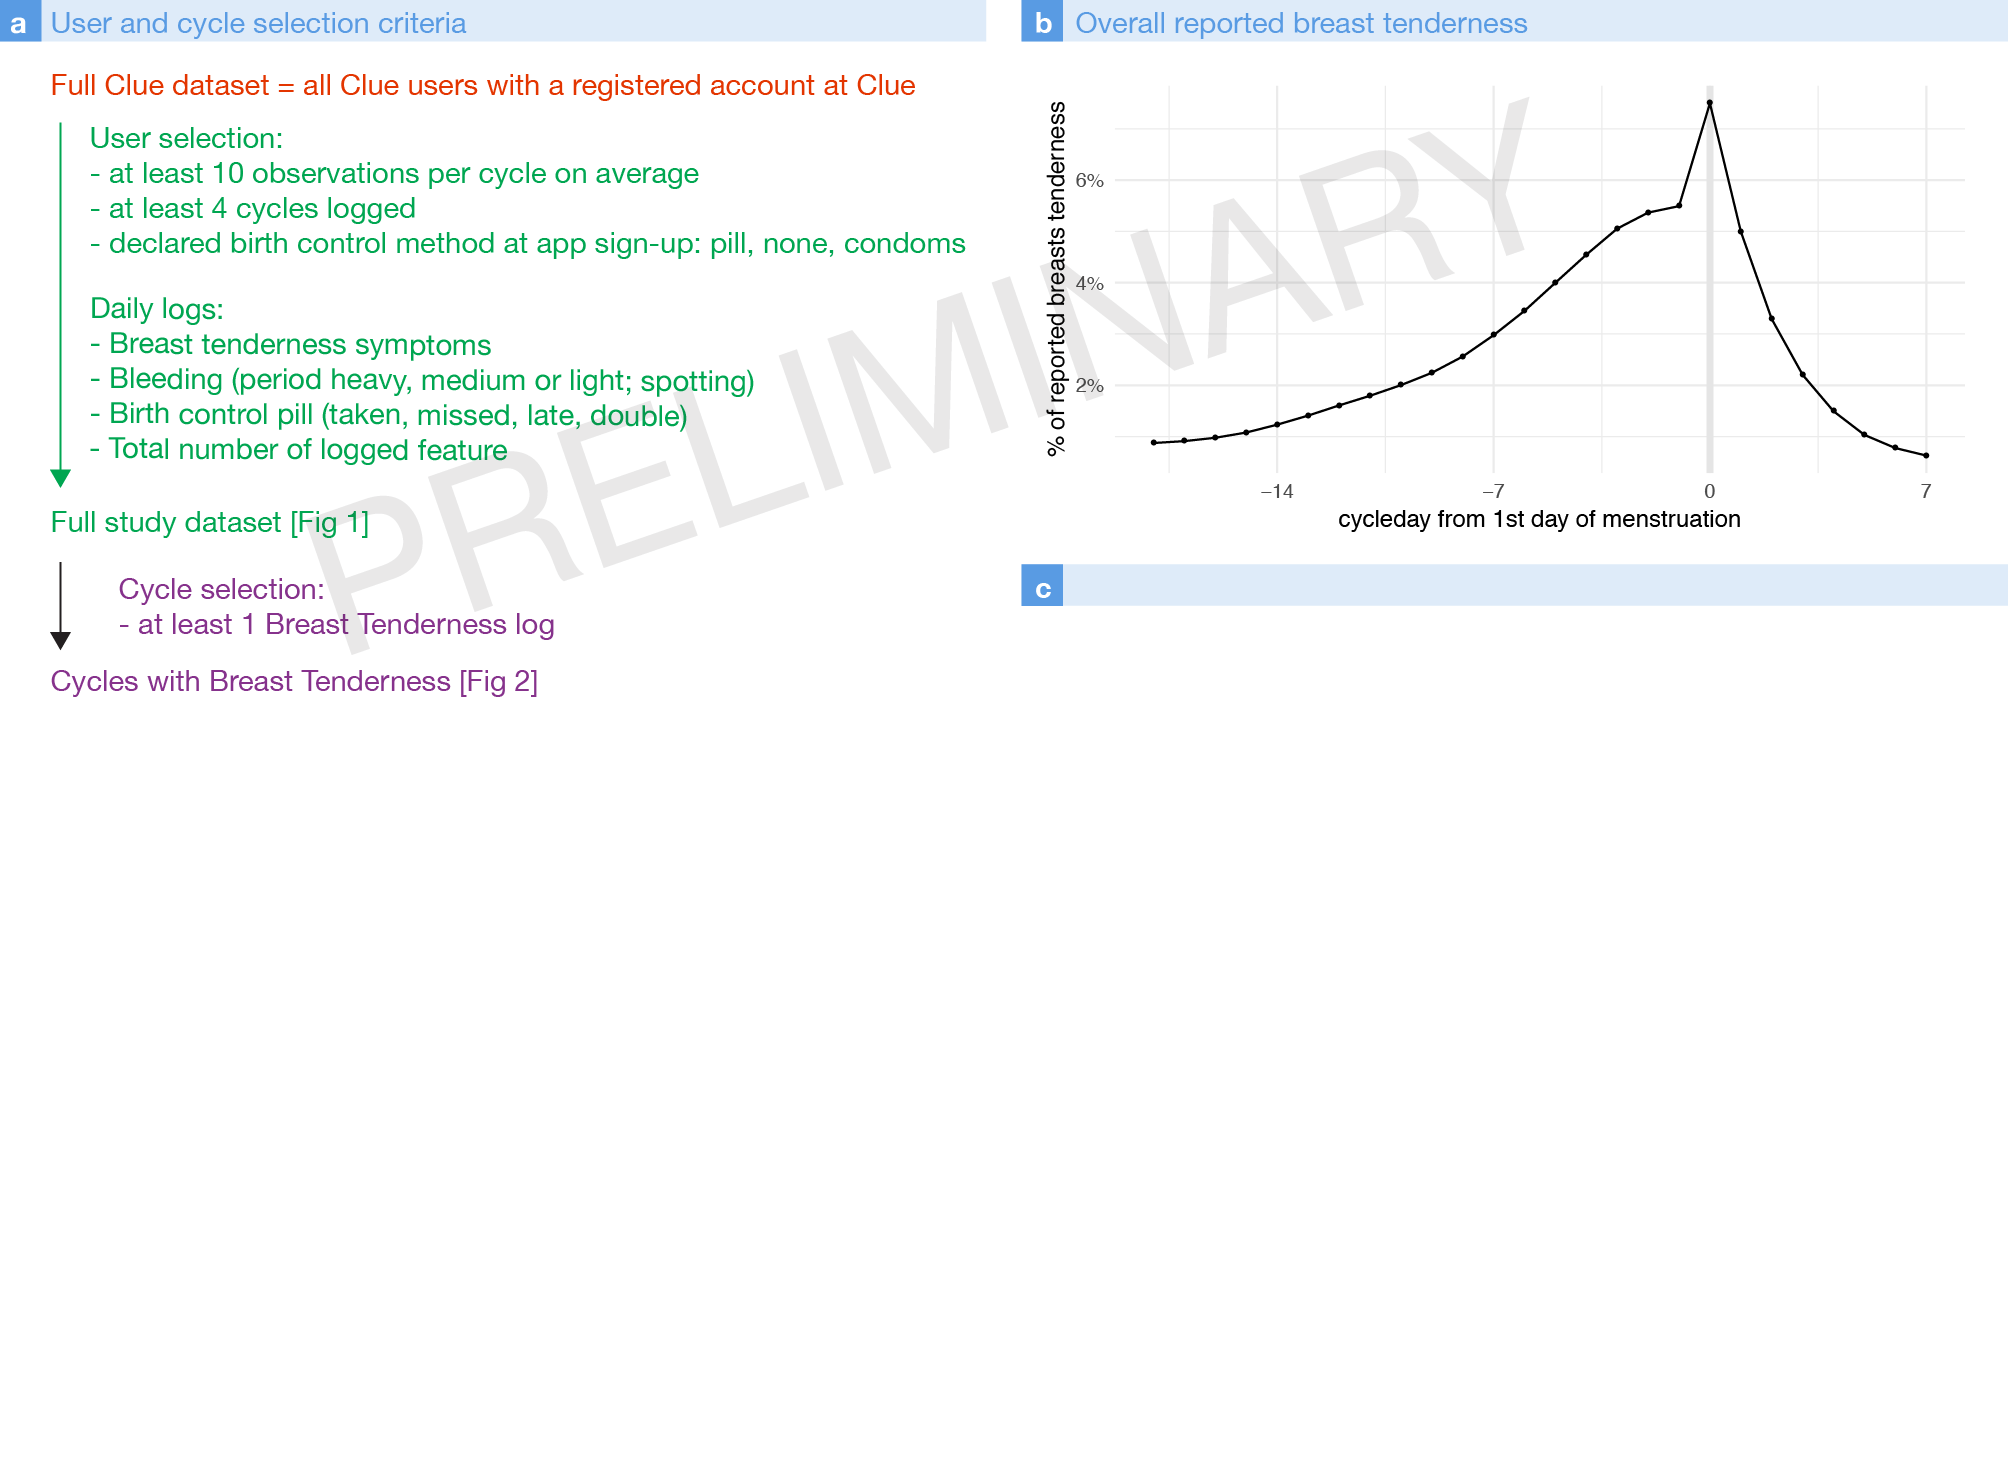 a User and cycle selection criteria
Full Clue dataset = all Clue users with a registered account at Clue
User selection:
- at least 10 observations per cycle on average
- at least 4 cycles logged
- declared birth control method at app sign-up: pill, none, condoms
Daily logs:
- Breast tenderness symptoms
- Bleeding (period heavy, medium or light; spotting)
- Birth control pill (taken, missed, late, double)
- Total number of logged feature
Full study dataset [Fig 1]
Cycle selection:
- at least 1 Breast Tenderness log
Cycles with Breast Tenderness [Fig 2]
PRELIMINARY
b Overall reported breast tenderness
% of reported breasts tenderness
6%
4%
2%
−14 −7 0 7
cycleday from 1st day of menstruation
c